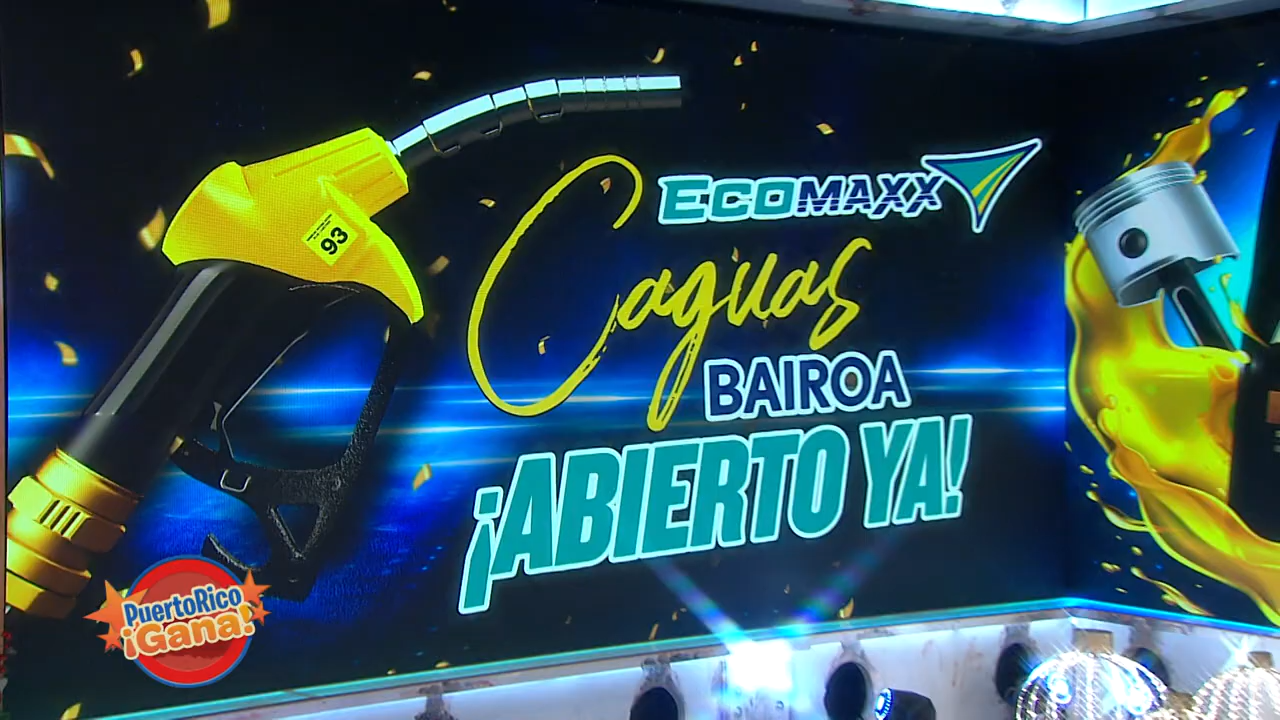 93
ECOMAXX
Caguas
BAIROA
¡ABIERTO YA!
PuertoRico
¡Gana!